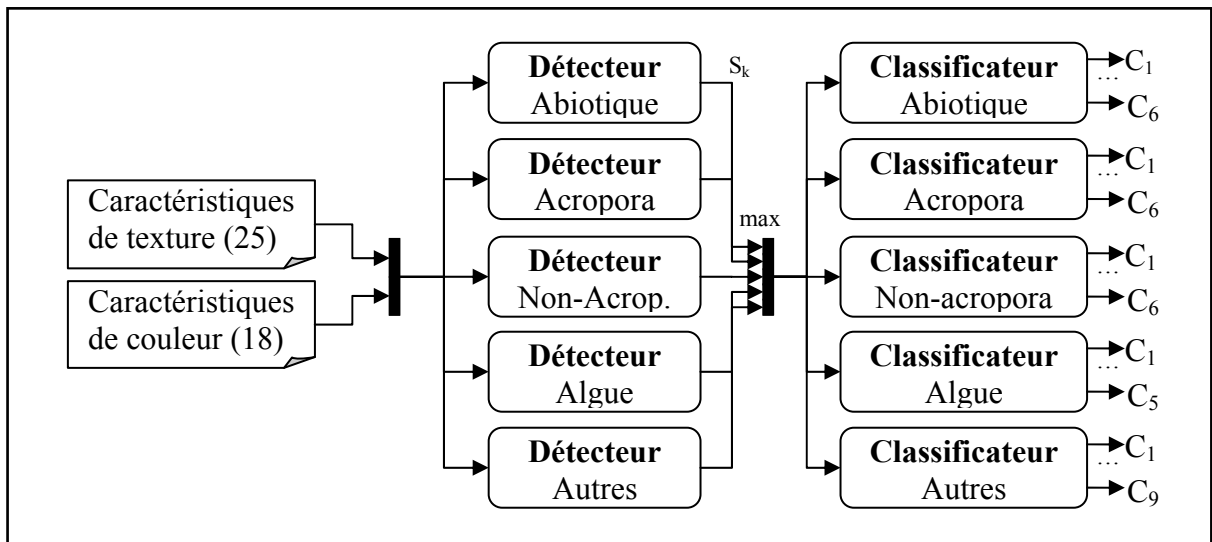 Caractéristiques
de texture (25)
Caractéristiques
de couleur (18)
Détecteur
Abiotique
Détecteur
Acropora
Détecteur
Non-Acrop.
Détecteur
Algue
Détecteur
Autres
Sk
max
Classificateur
Abiotique
C1
...
C6
Classificateur
Acropora
C1
...
C6
Classificateur
Non-acropora
C1
...
C6
Classificateur
Algue
C1
...
C5
Classificateur
Autres
C1
...
C9